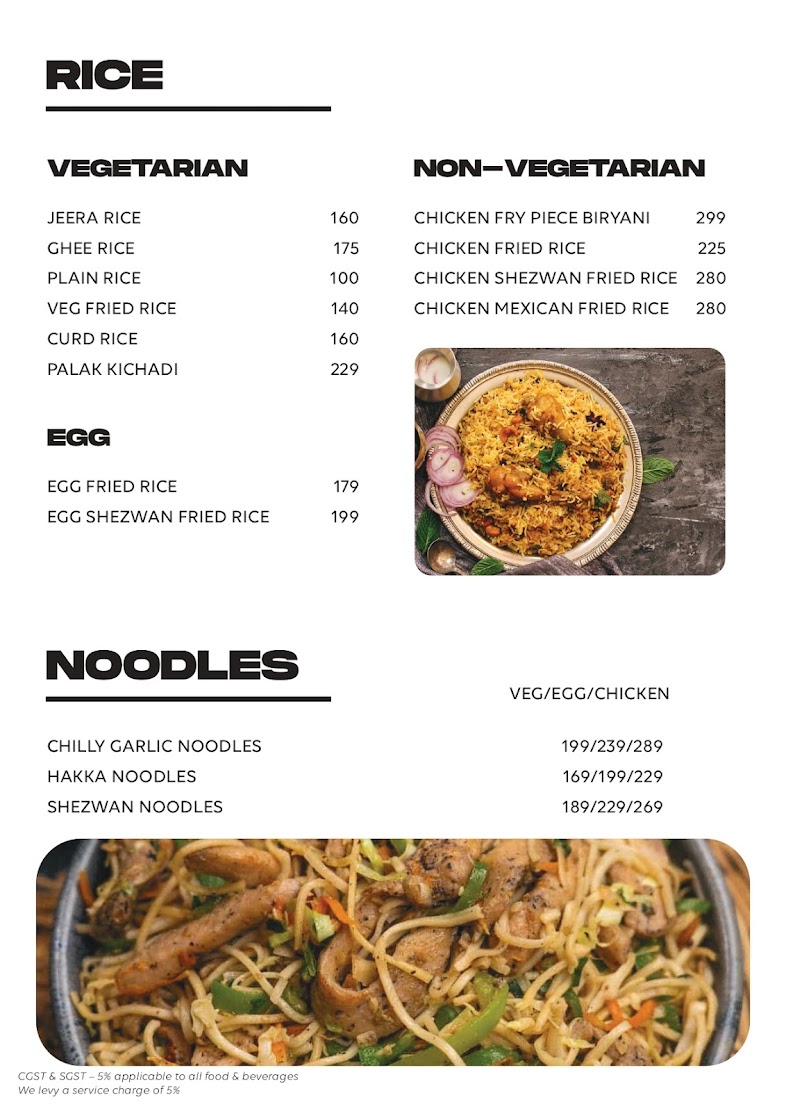 RICE
VEGETARIAN
JEERA RICE 160
GHEE RICE 175
PLAIN RICE 100
VEG FRIED RICE 140
CURD RICE 160
PALAK KICHADI 229
EGG
EGG FRIED RICE 179
EGG SHEZWAN FRIED RICE 199
NON-VEGETARIAN
CHICKEN FRY PIECE BIRYANI 299
CHICKEN FRIED RICE 225
CHICKEN SHEZWAN FRIED RICE 280
CHICKEN MEXICAN FRIED RICE 280
NOODLES
VEG/EGG/CHICKEN
CHILLY GARLIC NOODLES 199/239/289
HAKKA NOODLES 169/199/229
SHEZWAN NOODLES 189/229/269
CGST & SGST – 5% applicable to all food & beverages
We levy a service charge of 5%